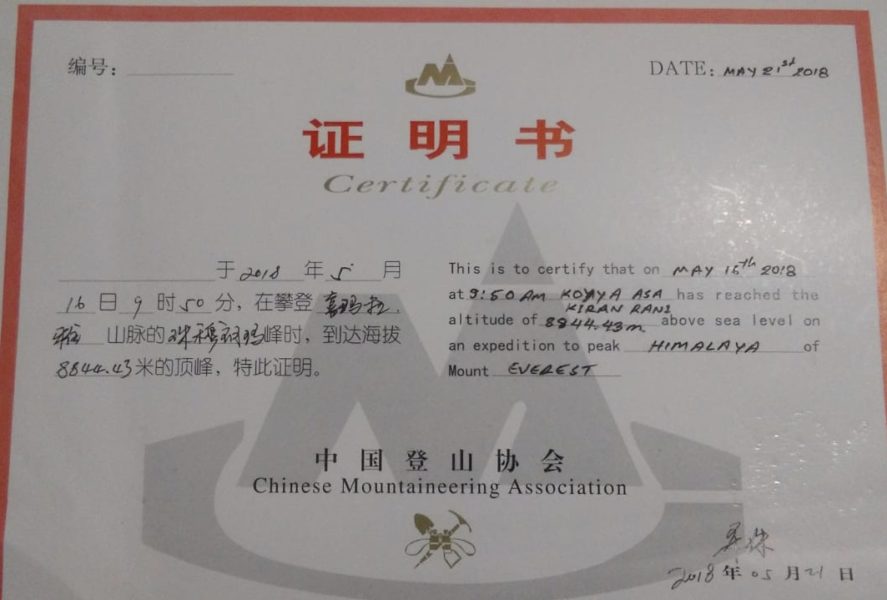 编号：
DATE: MAY 21st 2018
证明书
Certificate
于2018年5月
16日9时50分，在攀登喜玛拉
雅山脉的珠穆朗玛峰时，到达海拔
8844.43米的顶峰，特此证明。
This is to certify that on MAY 16th 2018
at 9:50 AM KOYYA ASA KIRAN RANI has reached the
altitude of 8844.43m above sea level on
an expedition to peak HIMALAYA of
Mount EVEREST
中国登山协会
Chinese Mountaineering Association
2018年05月21日